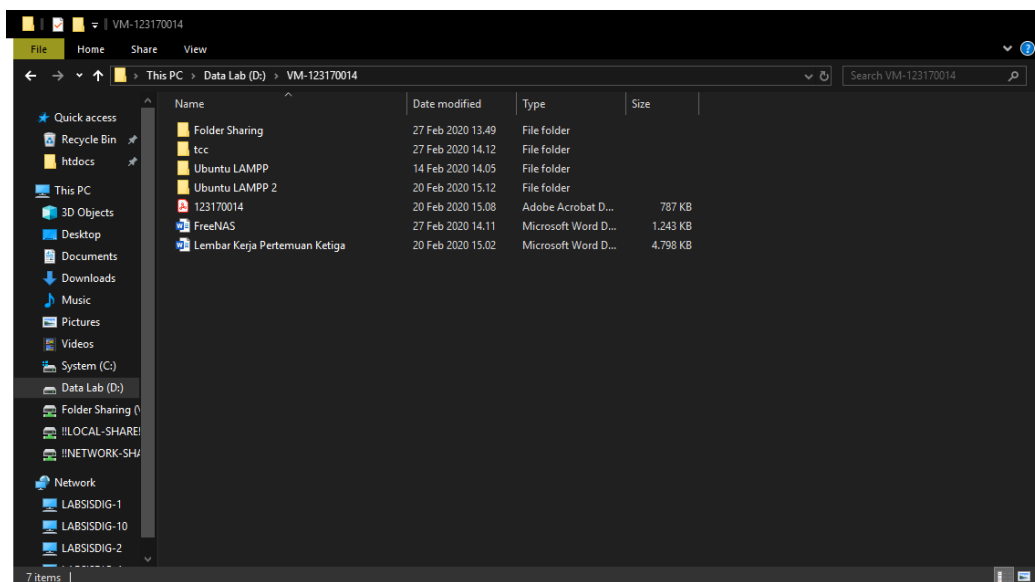 VM-123170014
File Home Share View
This PC > Data Lab (D:) > VM-123170014
Search VM-123170014
Name Date modified Type Size
Quick access
Recycle Bin
htdocs
This PC
3D Objects
Desktop
Documents
Downloads
Music
Pictures
Videos
System (C:)
Data Lab (D:)
Folder Sharing (\
!!LOCAL-SHARE!
!!NETWORK-SHA
Network
LABSISDIG-1
LABSISDIG-10
LABSISDIG-2
Folder Sharing 27 Feb 2020 13.49 File folder
tcc 27 Feb 2020 14.12 File folder
Ubuntu LAMPP 14 Feb 2020 14.05 File folder
Ubuntu LAMPP 2 20 Feb 2020 15.12 File folder
123170014 20 Feb 2020 15.08 Adobe Acrobat D... 787 KB
FreeNAS 27 Feb 2020 14.11 Microsoft Word D... 1.243 KB
Lembar Kerja Pertemuan Ketiga 20 Feb 2020 15.02 Microsoft Word D... 4.798 KB
7 items